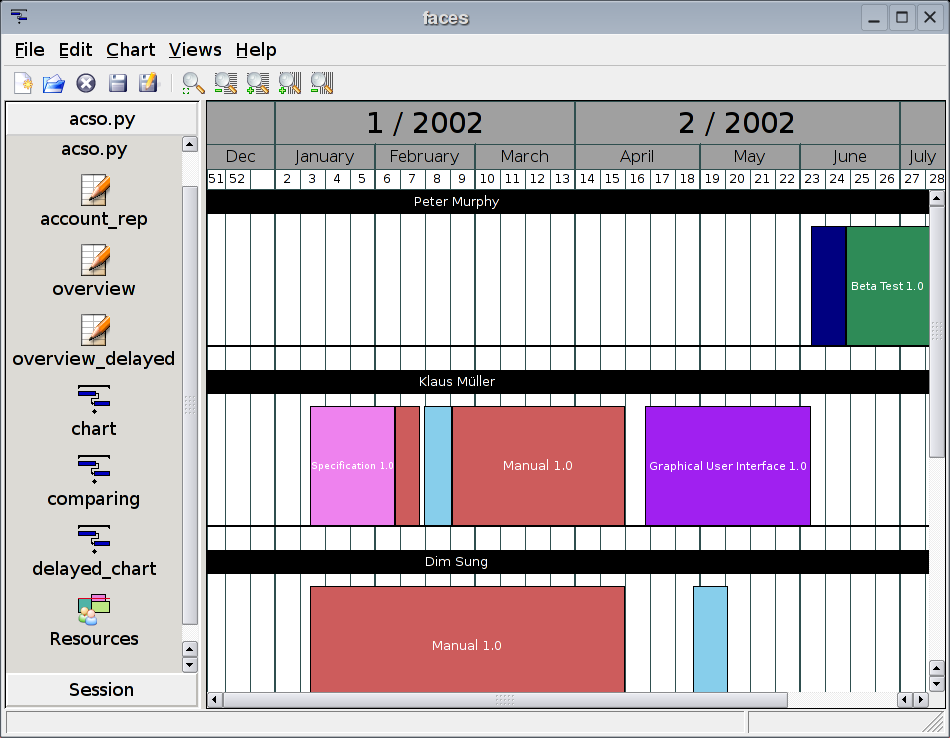 faces
File Edit Chart Views Help
acso.py
acso.py
account_rep
overview
overview_delayed
chart
comparing
delayed_chart
Resources
Session
1 / 2002 2 / 2002
Dec January February March April May June July
51 52 2 3 4 5 6 7 8 9 10 11 12 13 14 15 16 17 18 19 20 21 22 23 24 25 26 27 28
Peter Murphy
Beta Test 1.0
Klaus Müller
Specification 1.0 Manual 1.0 Graphical User Interface 1.0
Dim Sung
Manual 1.0